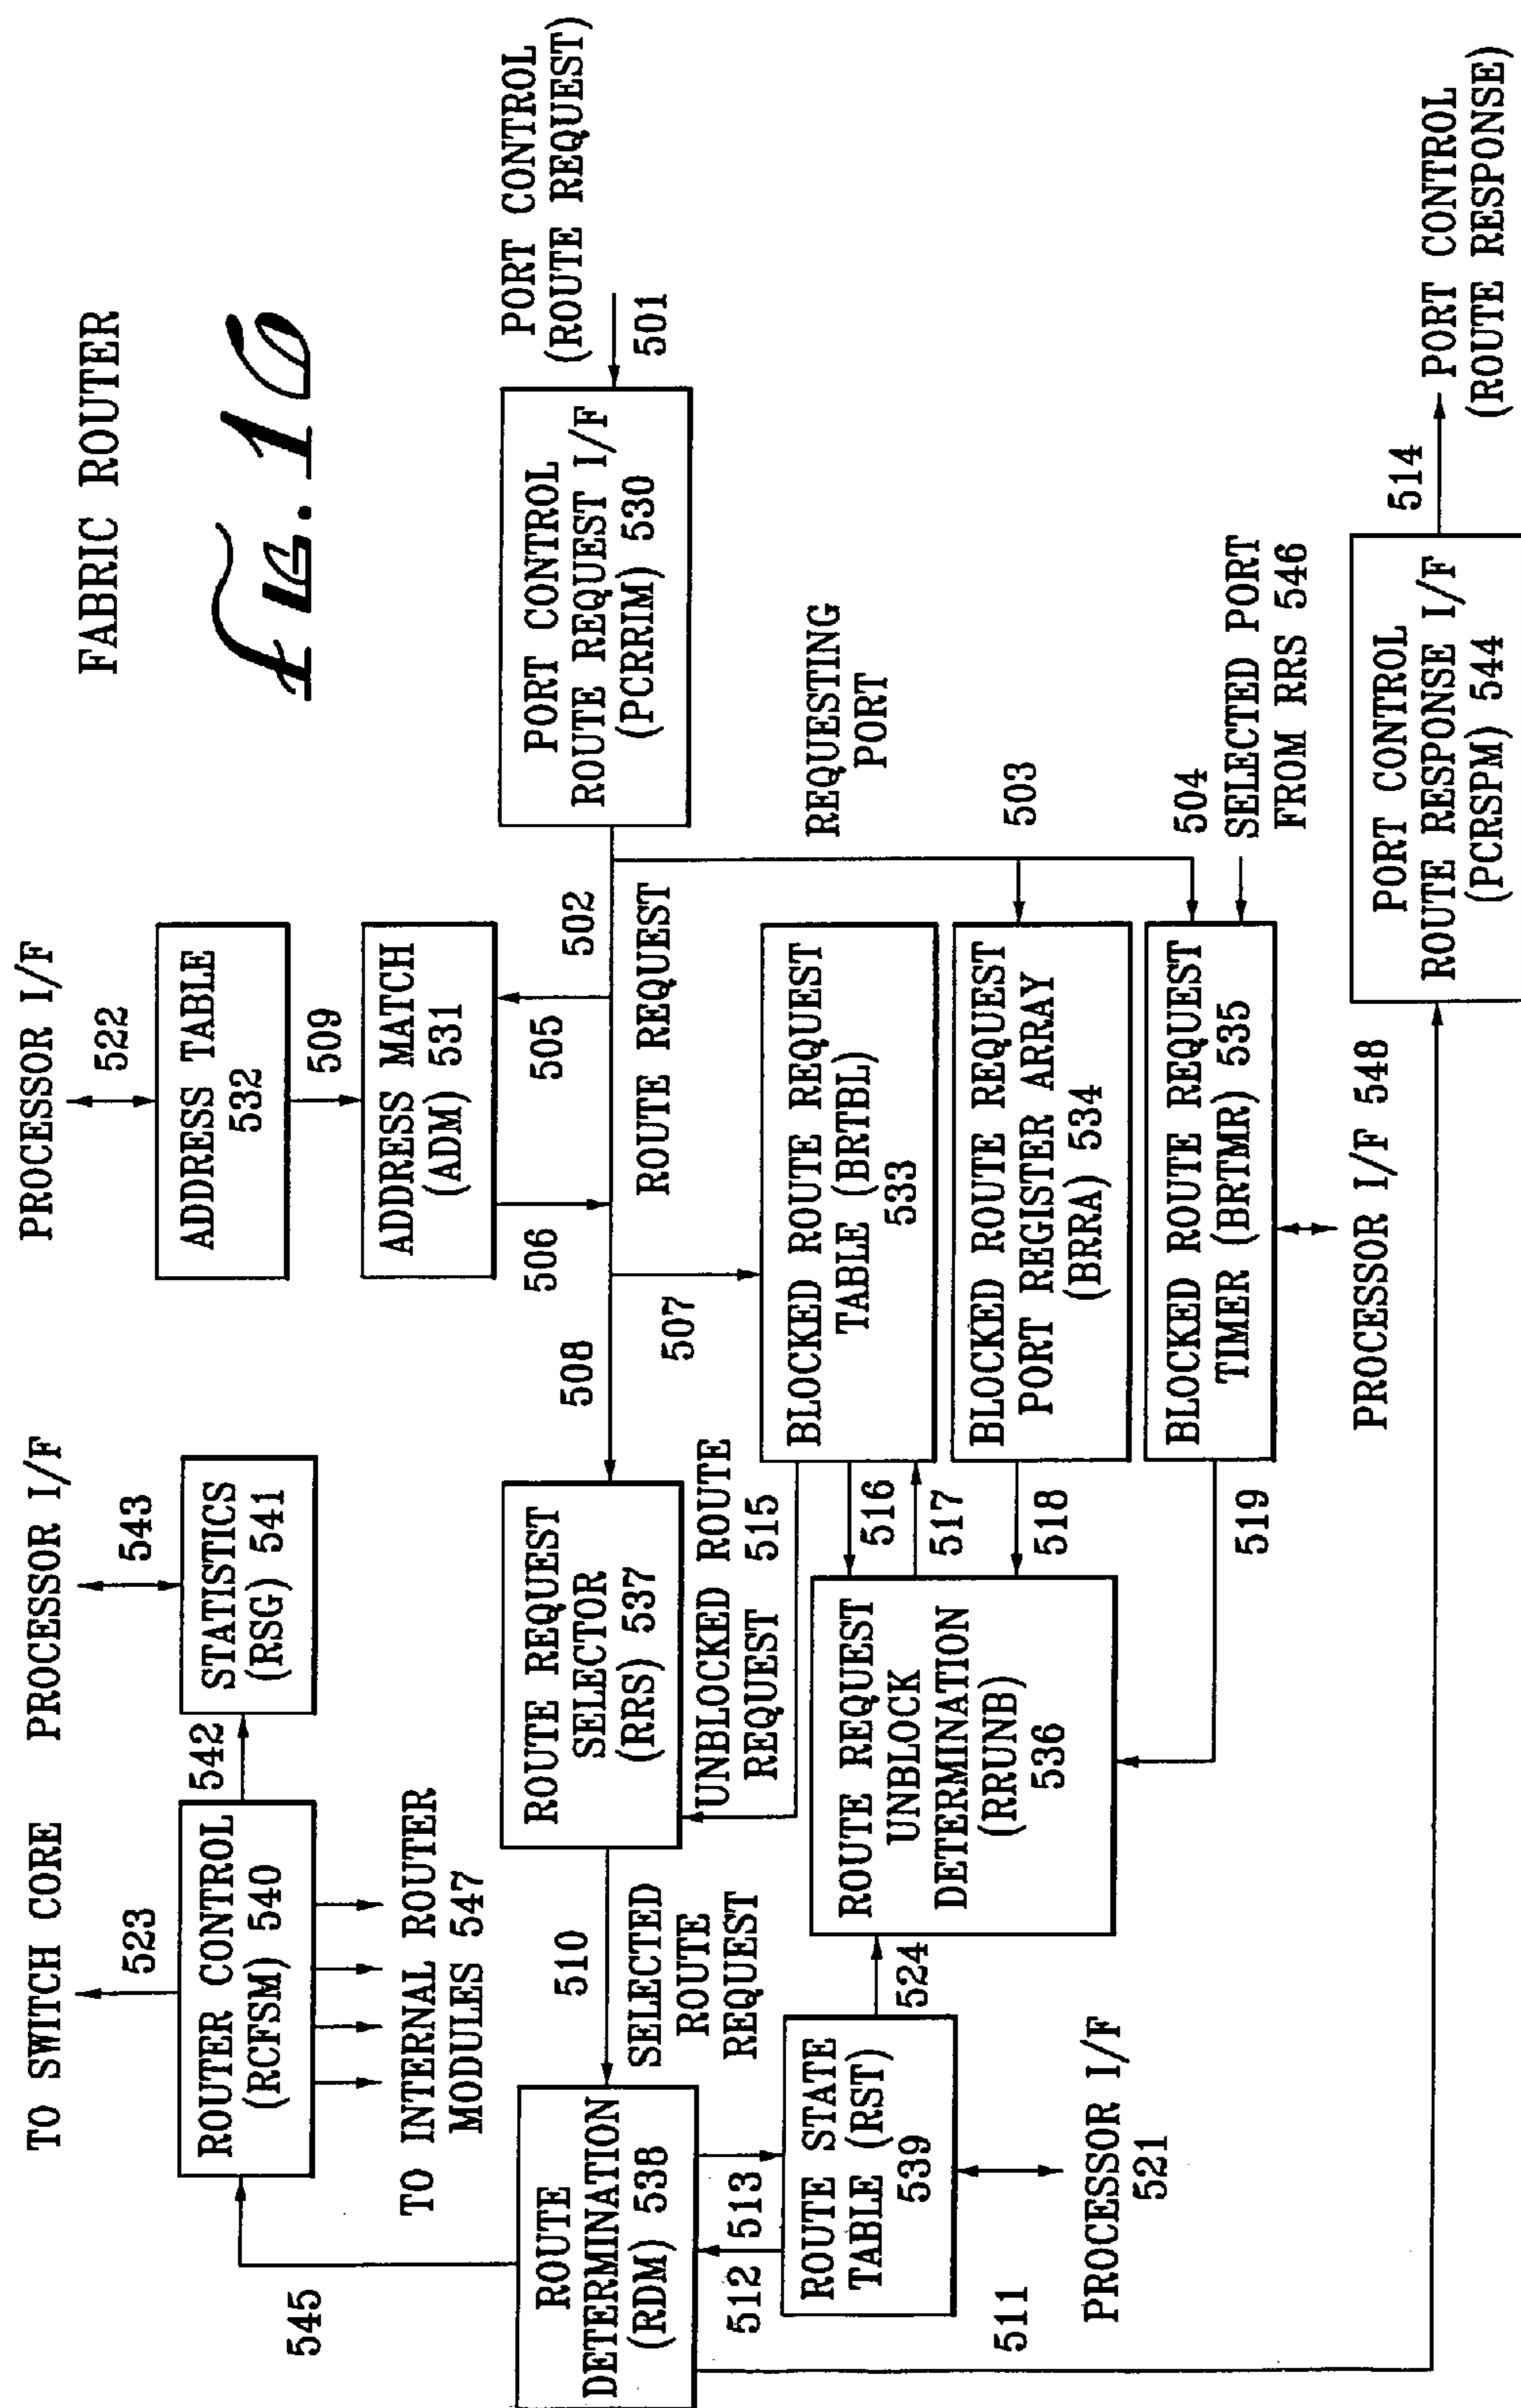 FABRIC ROUTER
FIG. 16
TO SWITCH CORE
523
ROUTER CONTROL
(RCFSM) 540
TO INTERNAL ROUTER
MODULES 547
542
PROCESSOR I/F
543
STATISTICS
(RSG) 541
PROCESSOR I/F
522
ADDRESS TABLE
532
509
ADDRESS MATCH
(ADM) 531
506
505
545
ROUTE
DETERMINATION
(RDM) 538
510
SELECTED
ROUTE
REQUEST
ROUTE REQUEST
SELECTOR
(RRS) 537
508
502
ROUTE REQUEST
507
PORT CONTROL
ROUTE REQUEST I/F
(PCRRIM) 530
PORT CONTROL
(ROUTE REQUEST)
501
512
513
ROUTE STATE
TABLE (RST)
539
511
PROCESSOR I/F
521
524
UNBLOCKED ROUTE
REQUEST
515
ROUTE REQUEST
UNBLOCK
DETERMINATION
(RRUNB)
536
516
517
518
519
BLOCKED ROUTE REQUEST
TABLE (BRTBL)
533
BLOCKED ROUTE REQUEST
PORT REGISTER ARRAY
(BRRA) 534
BLOCKED ROUTE REQUEST
TIMER (BRTMR) 535
PROCESSOR I/F 548
REQUESTING
PORT
503
504
SELECTED PORT
FROM RRS 546
PORT CONTROL
ROUTE RESPONSE I/F
(PCRSPM) 544
514
PORT CONTROL
(ROUTE RESPONSE)